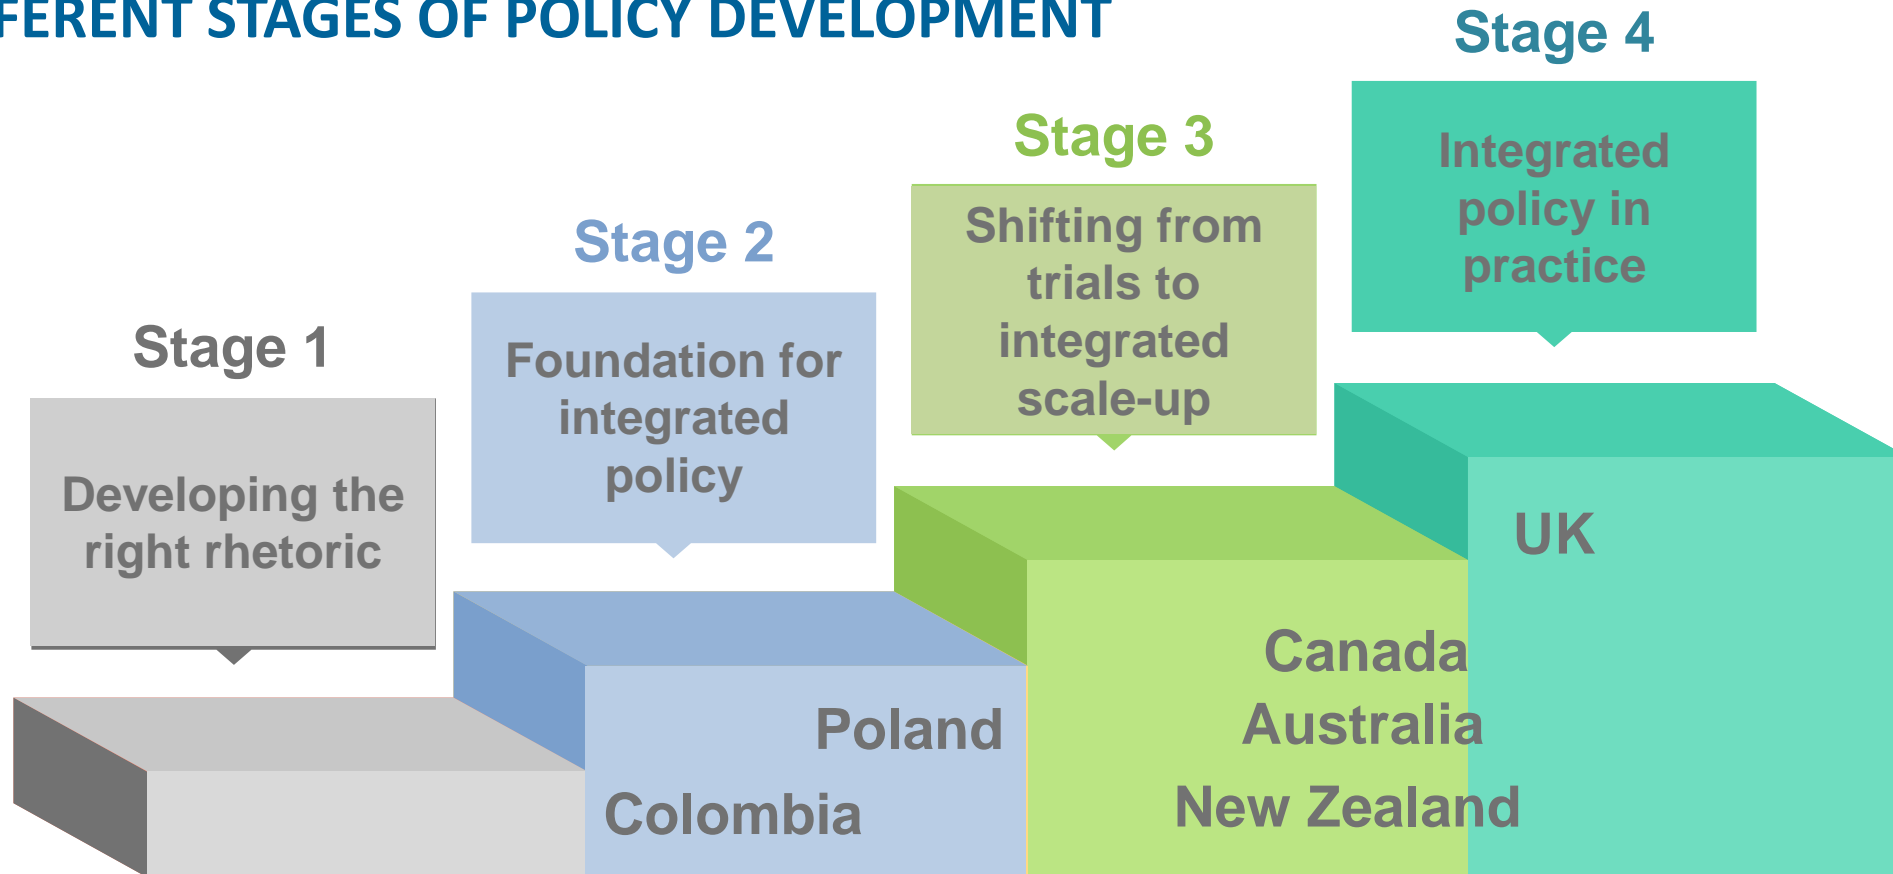 FERENT STAGES OF POLICY DEVELOPMENT
Stage 1
Developing the
right rhetoric
Stage 2
Foundation for
integrated
policy
Stage 3
Shifting from
trials to
integrated
scale-up
Stage 4
Integrated
policy in
practice
Poland
Colombia
Canada
Australia
New Zealand
UK